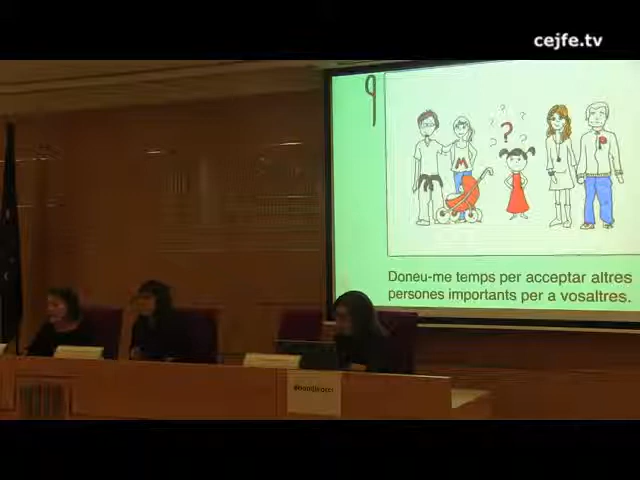 cejfe.tv
9
Doneu-me temps per acceptar altres
persones importants per a vosaltres.